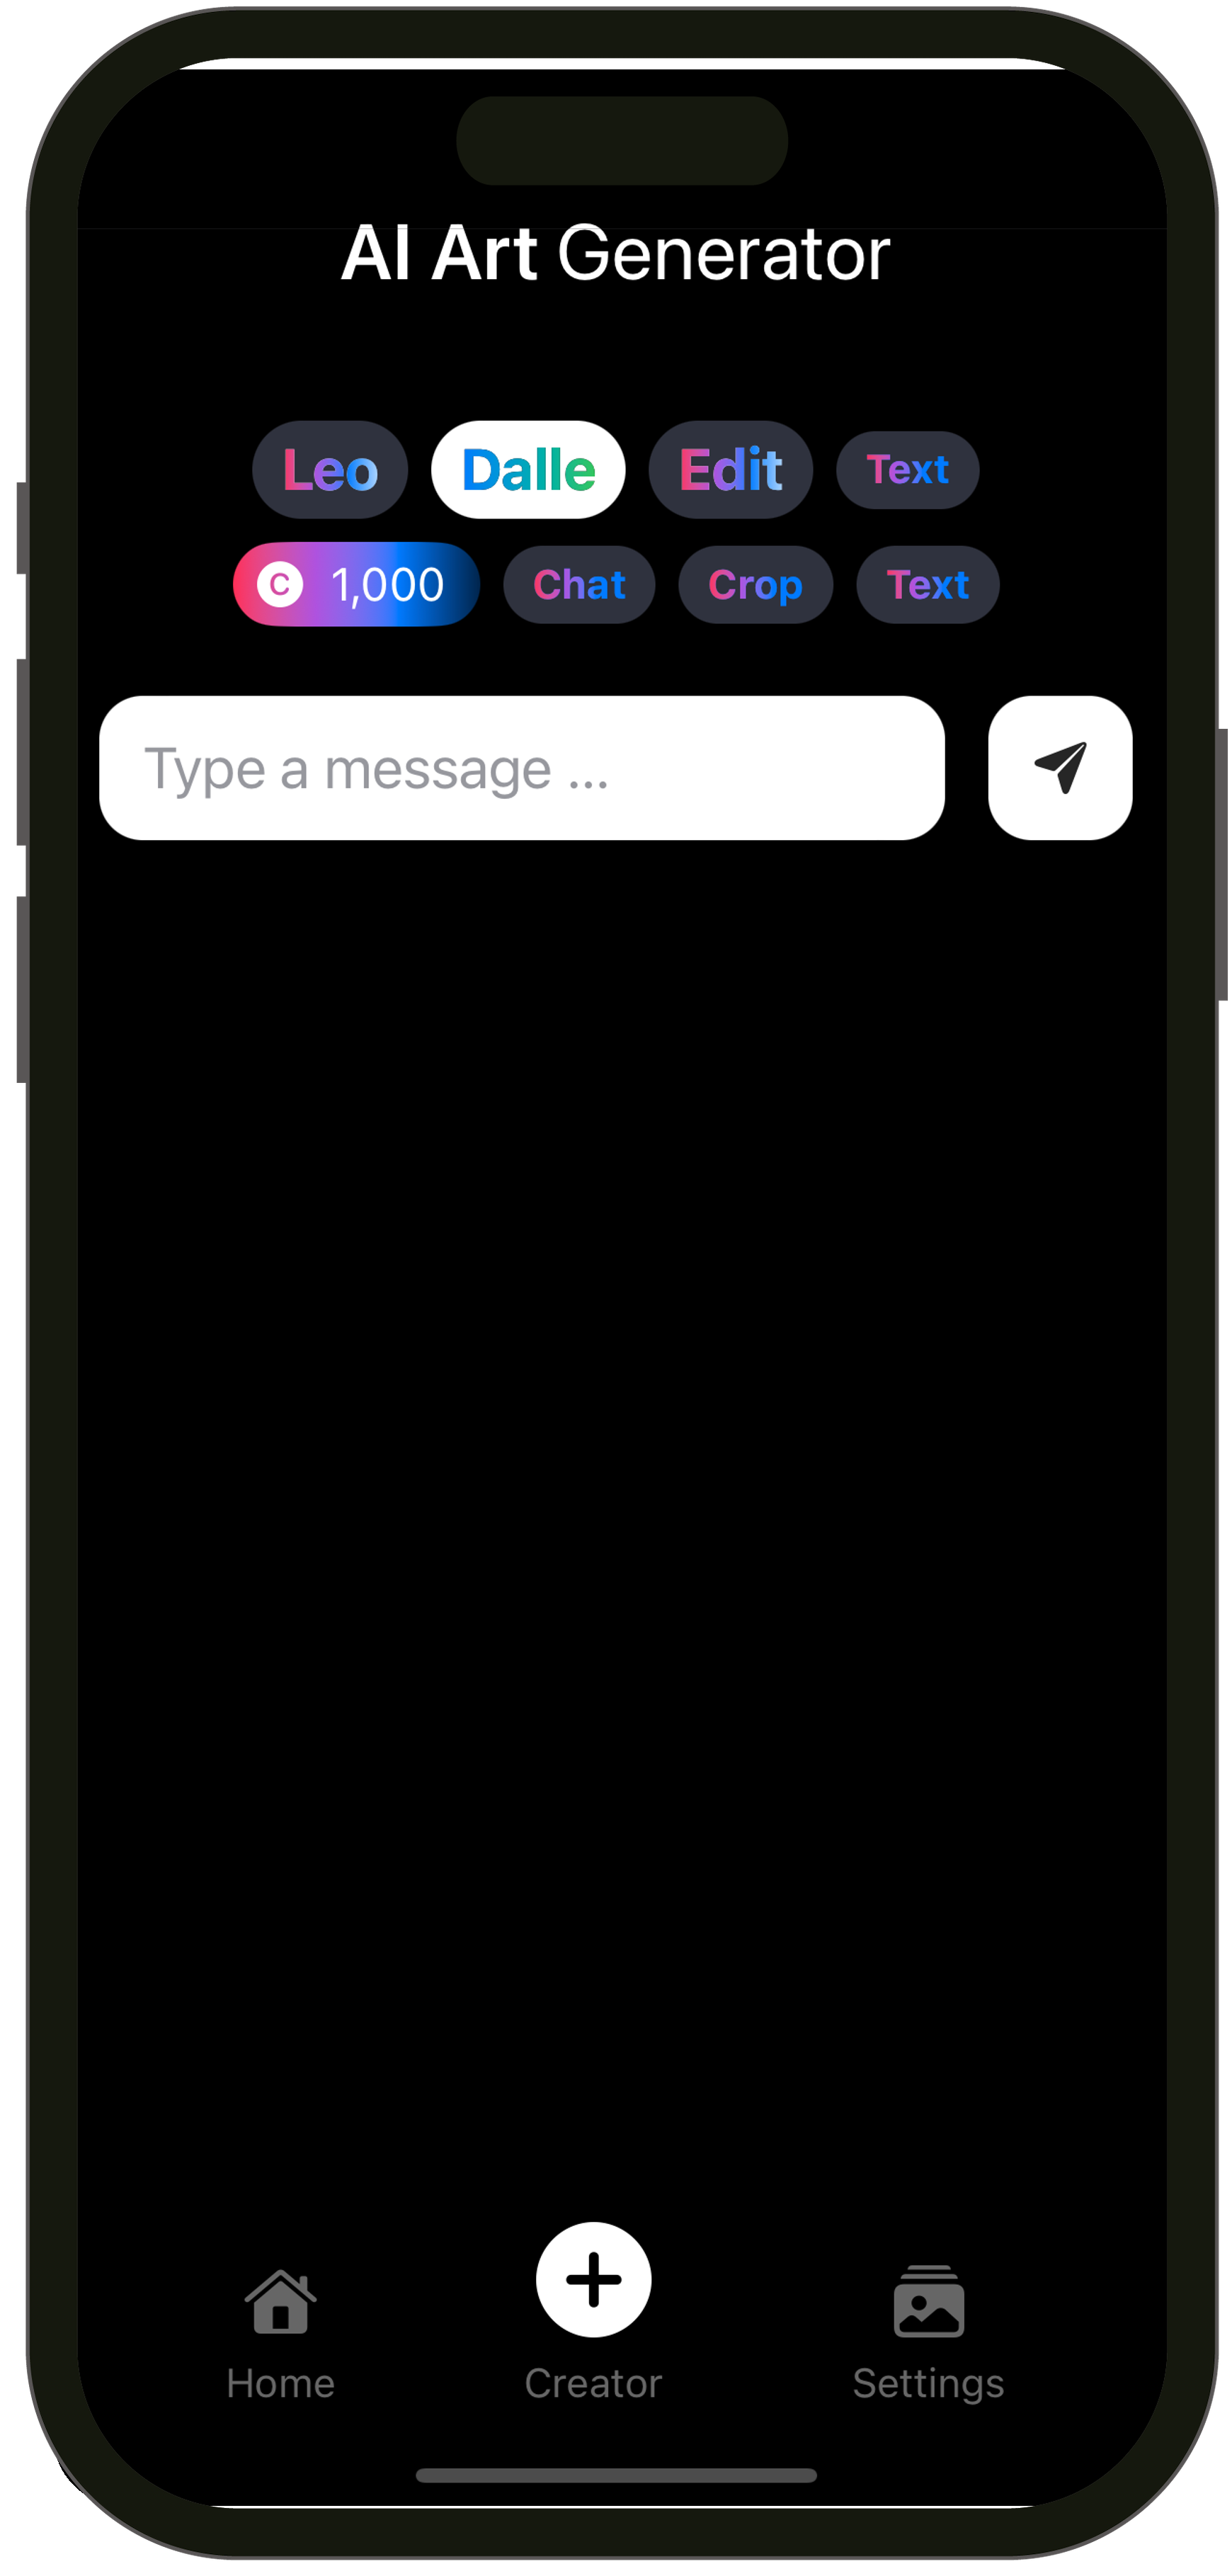 AI Art Generator
Leo Dalle Edit Text
C 1,000 Chat Crop Text
Type a message ...
Home Creator Settings